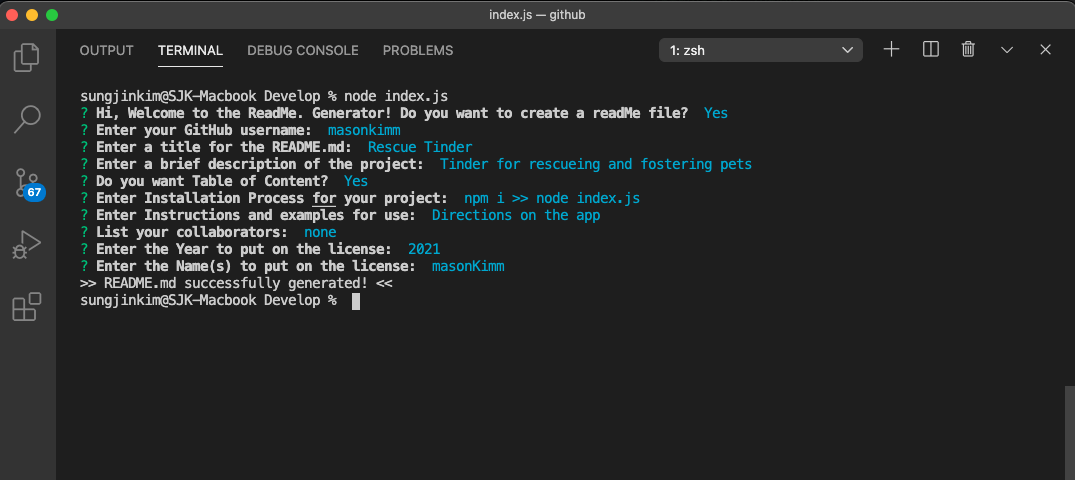 index.js — github
OUTPUT TERMINAL DEBUG CONSOLE PROBLEMS 1: zsh
sungjinkim@SJK-Macbook Develop % node index.js
? Hi, Welcome to the ReadMe. Generator! Do you want to create a readMe file? Yes
? Enter your GitHub username: masonkimm
? Enter a title for the README.md: Rescue Tinder
? Enter a brief description of the project: Tinder for rescueing and fostering pets
? Do you want Table of Content? Yes
? Enter Installation Process for your project: npm i >> node index.js
? Enter Instructions and examples for use: Directions on the app
? List your collaborators: none
? Enter the Year to put on the license: 2021
? Enter the Name(s) to put on the license: masonKimm
>> README.md successfully generated! <<
sungjinkim@SJK-Macbook Develop %
67